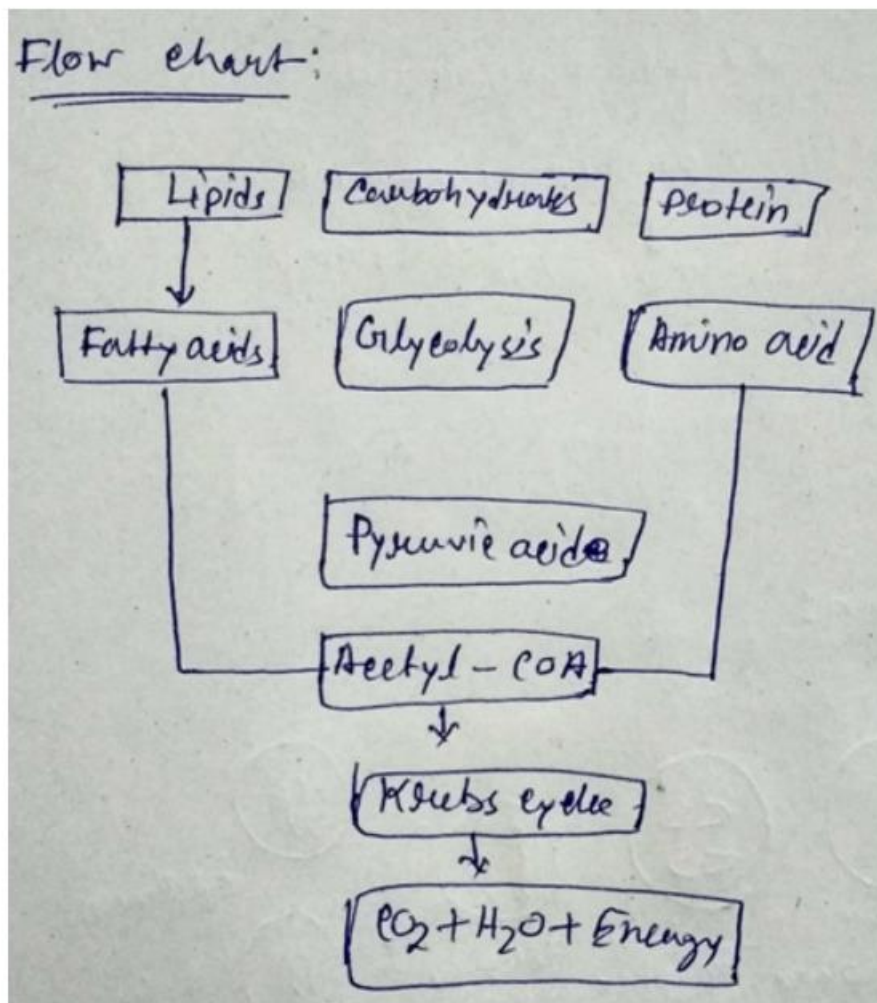 Flow chart:
Lipids Carbohydrates Protein
Fatty acids Glycolysis Amino acid
Pyruvic acid
Acetyl - COA
Krebs cycle
CO₂ + H₂O + Energy